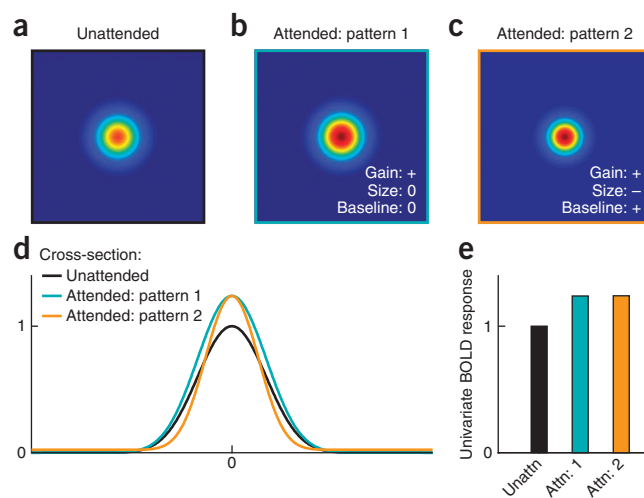 a
Unattended
b
Attended: pattern 1
Gain: +
Size: 0
Baseline: 0
c
Attended: pattern 2
Gain: +
Size: –
Baseline: +
d
Cross-section:
Unattended
Attended: pattern 1
Attended: pattern 2
1
0
0
e
Univariate BOLD response
1
0
Unattn
Attn: 1
Attn: 2